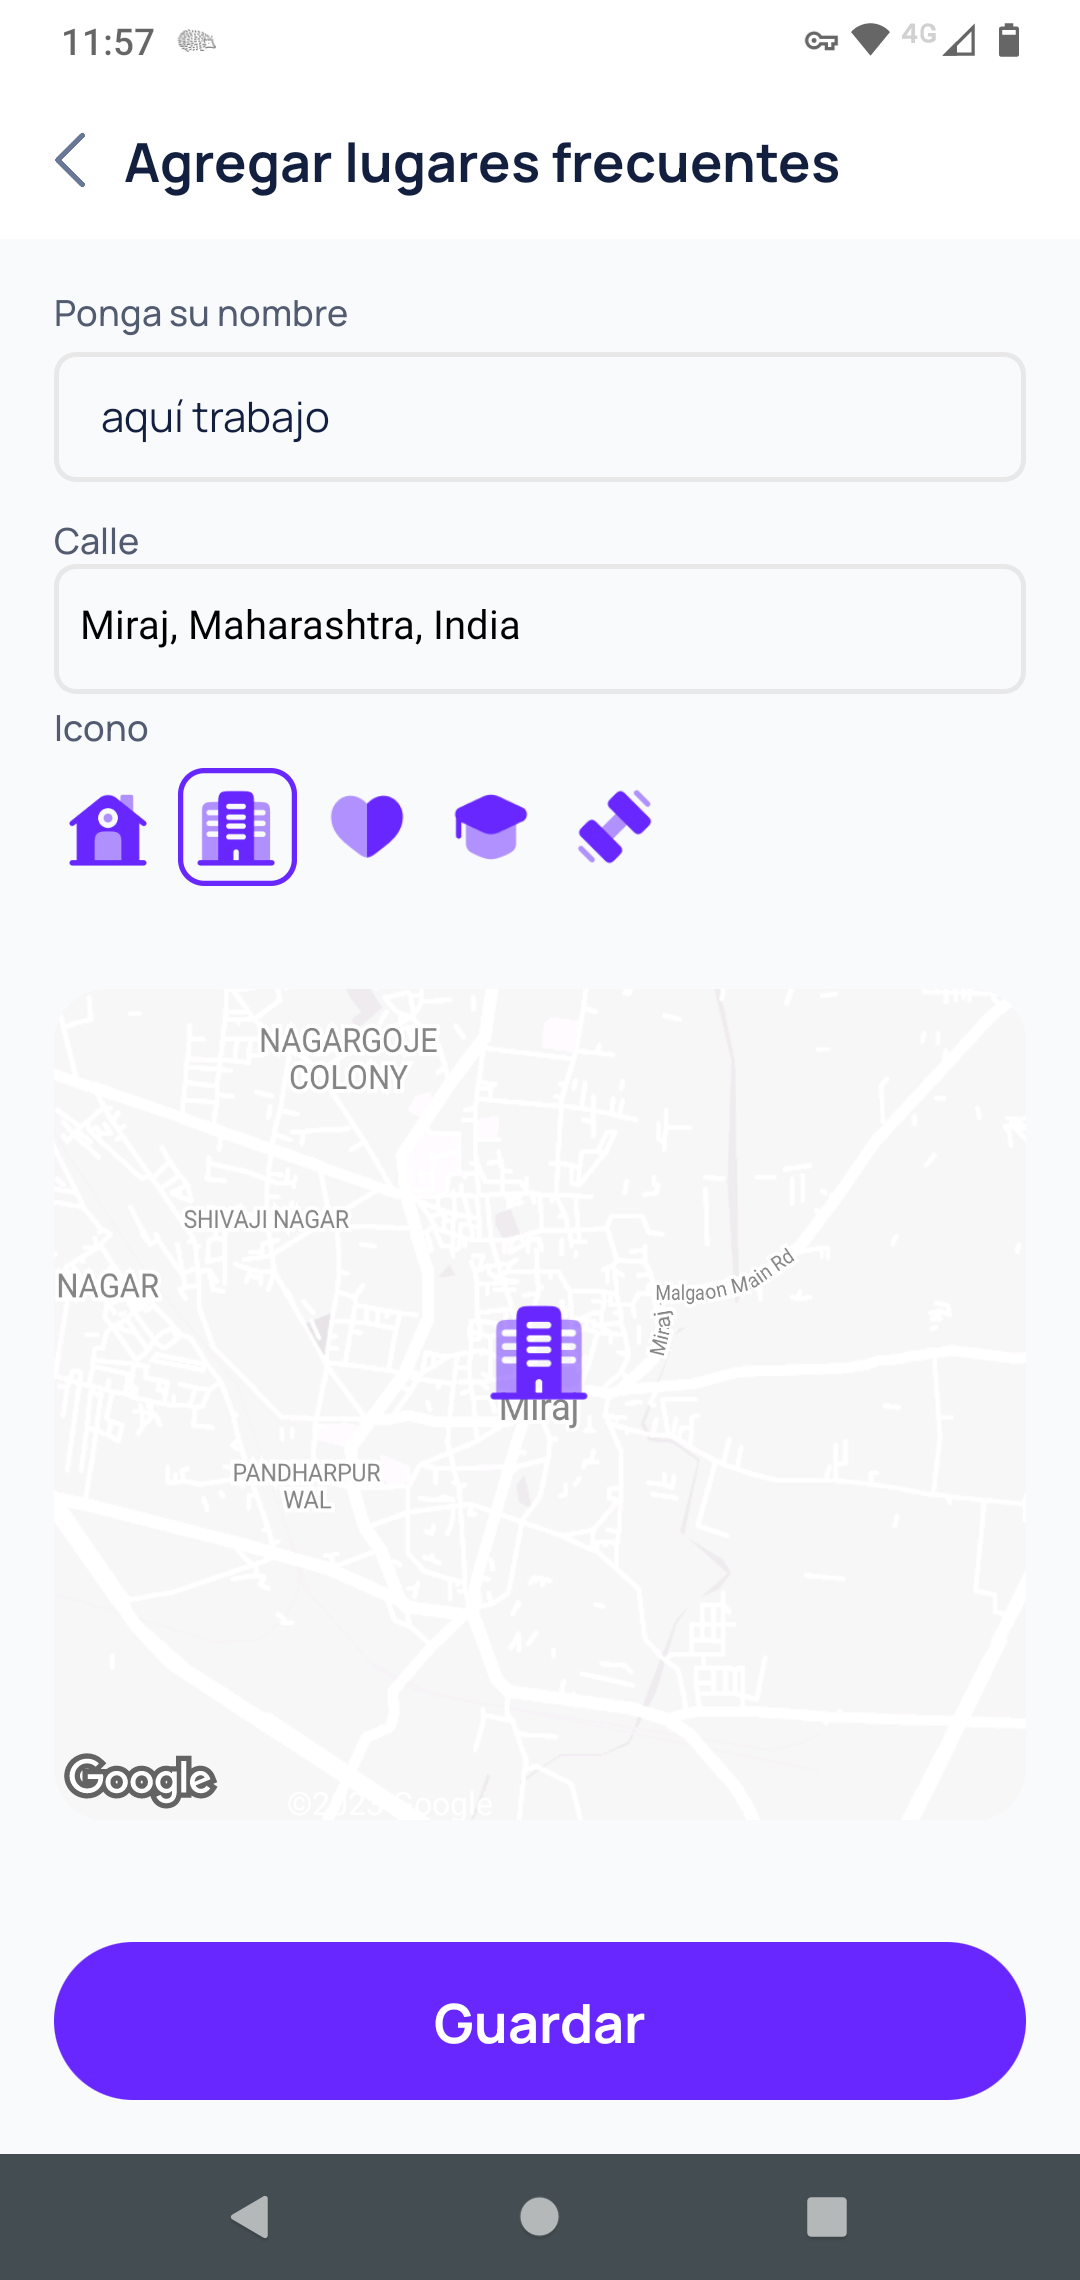 11:57
4G
Agregar lugares frecuentes
Ponga su nombre
aquí trabajo
Calle
Miraj, Maharashtra, India
Icono
NAGARGOJE
COLONY
SHIVAJI NAGAR
NAGAR
Miraj Malgaon Main Rd
Miraj
PANDHARPUR
WAL
Google
©2023 Google
Guardar